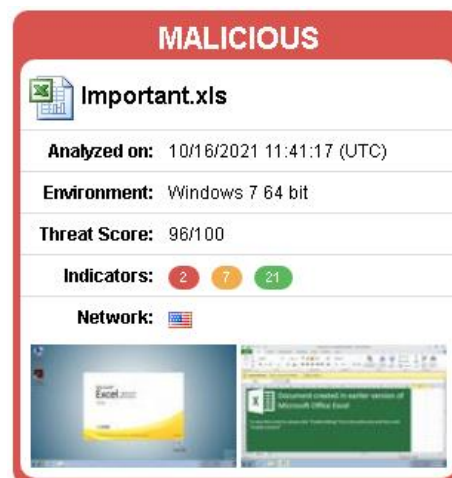 MALICIOUS
Important.xls
Analyzed on: 10/16/2021 11:41:17 (UTC)
Environment: Windows 7 64 bit
Threat Score: 96/100
Indicators: 2 7 21
Network:
Excel
Document created in earlier version of
Microsoft Office Excel